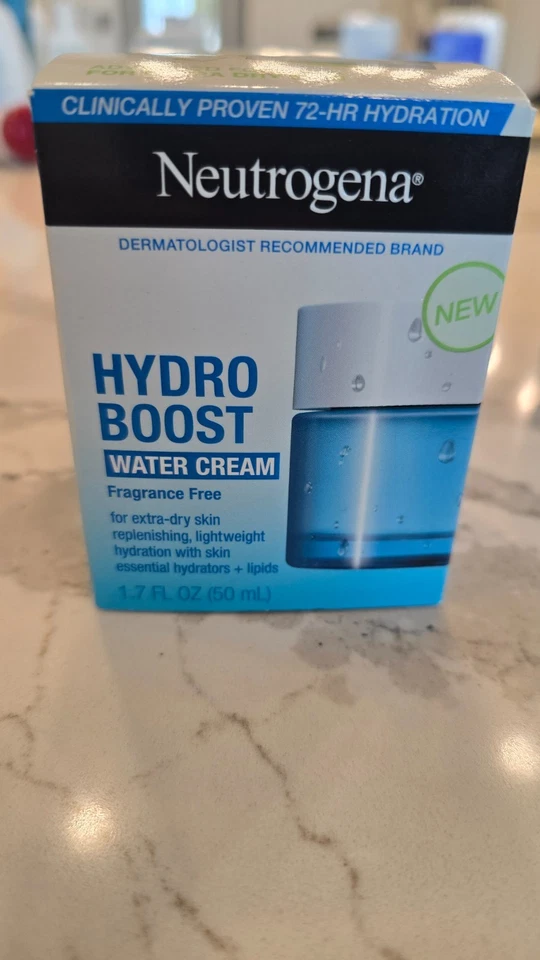 CLINICALLY PROVEN 72-HR HYDRATION
Neutrogena®
DERMATOLOGIST RECOMMENDED BRAND
NEW
HYDRO
BOOST
WATER CREAM
Fragrance Free
for extra-dry skin
replenishing, lightweight
hydration with skin
essential hydrators + lipids
1.7 FL OZ (50 mL)